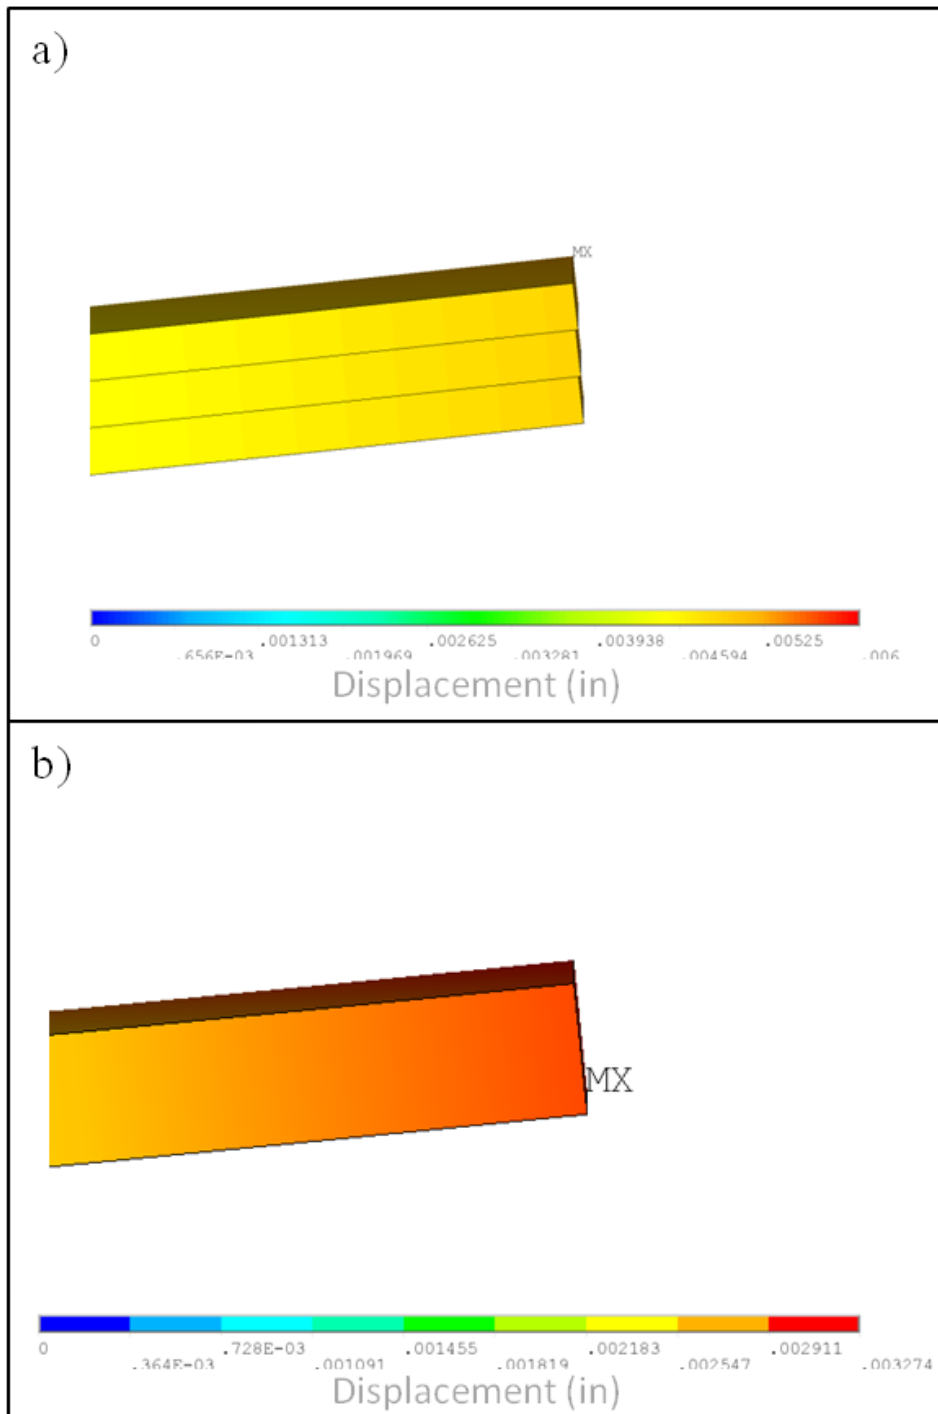 a)
MX
0 .001313 .002625 .003938 .00525
.656E-03 .001969 .003281 .004594 .006
Displacement (in)
b)
MX
0 .728E-03 .001455 .002183 .002911
.364E-03 .001091 .001819 .002547 .003274
Displacement (in)